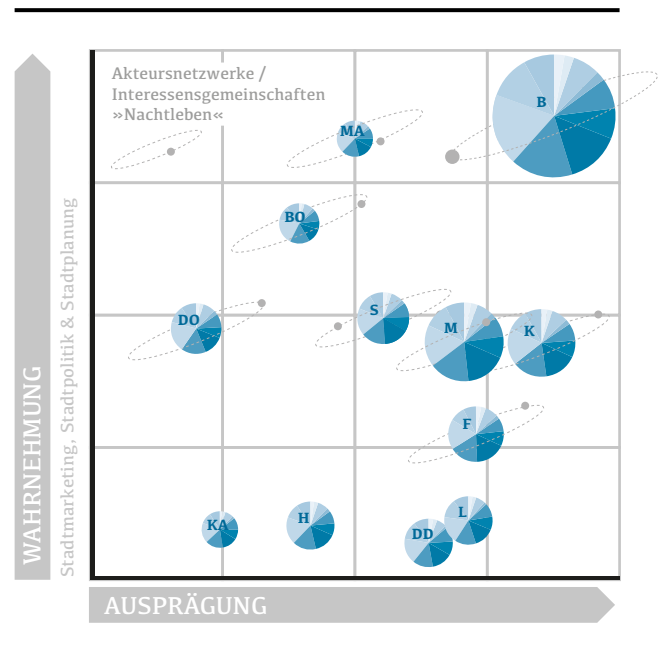 Akteursnetzwerke /
Interessensgemeinschaften
»Nachtleben«
B
MA
BO
DO
S
M
K
F
KA
H
DD
L
WAHRNEHMUNG
Stadtmarketing, Stadtpolitik & Stadtplanung
AUSPRÄGUNG